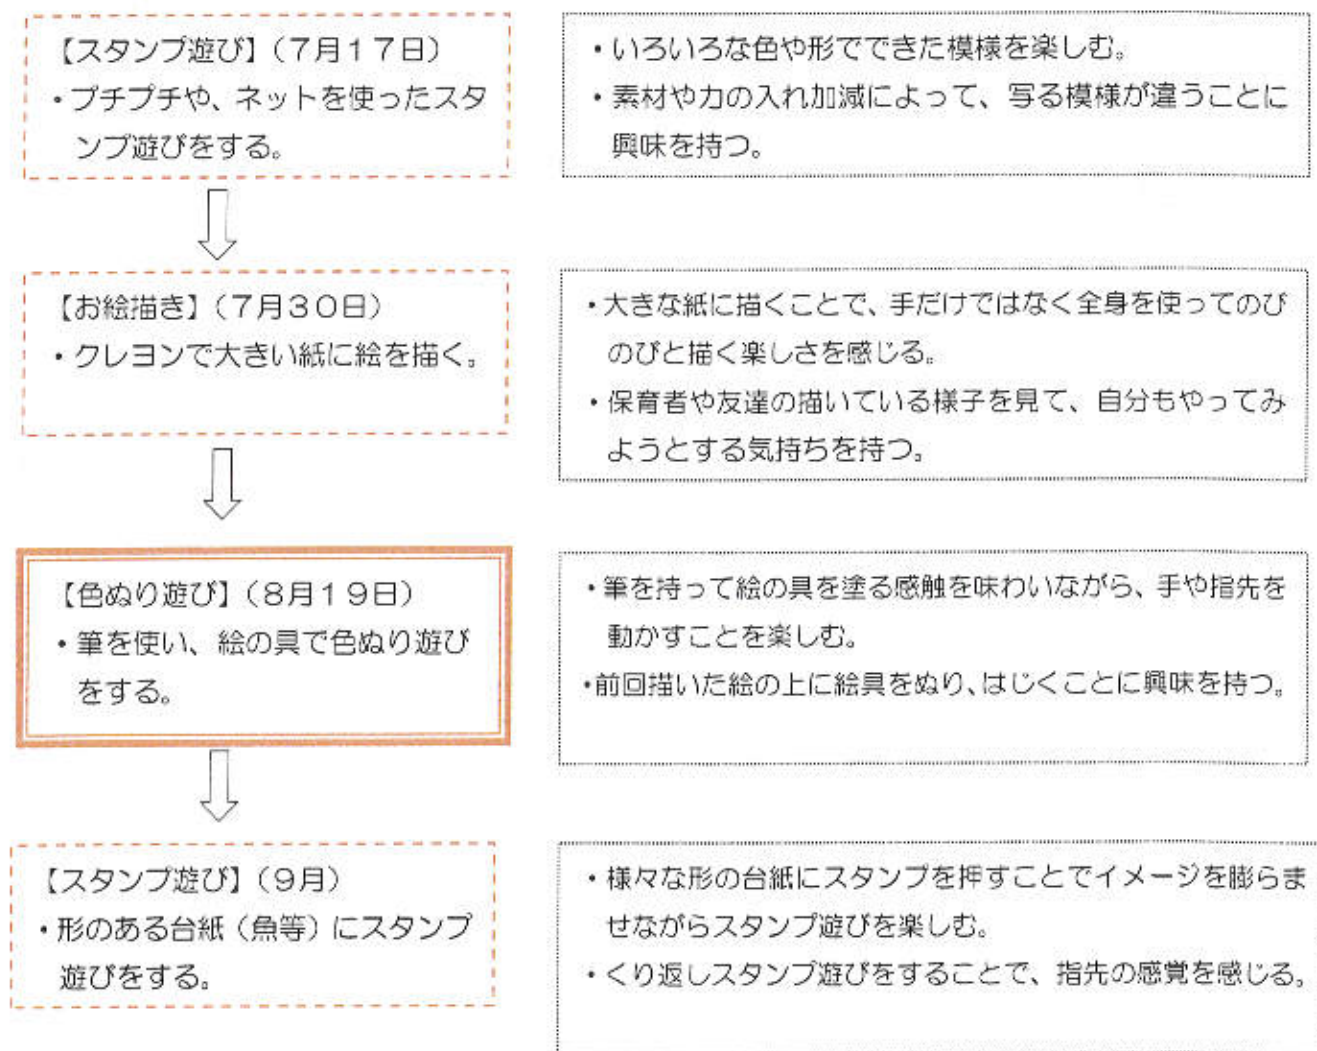 【スタンプ遊び】（７月１７日）
・プチプチや、ネットを使ったスタ
ンプ遊びをする。
・いろいろな色や形でできた模様を楽しむ。
・素材や力の入れ加減によって、写る模様が違うことに
興味を持つ。
【お絵描き】（７月３０日）
・クレヨンで大きい紙に絵を描く。
・大きな紙に描くことで、手だけではなく全身を使ってのび
のびと描く楽しさを感じる。
・保育者や友達の描いている様子を見て、自分もやってみ
ようとする気持ちを持つ。
【色ぬり遊び】（８月１９日）
・筆を使い、絵の具で色ぬり遊び
をする。
・筆を持って絵の具を塗る感触を味わいながら、手や指先を
動かすことを楽しむ。
・前回描いた絵の上に絵具をぬり、はじくことに興味を持つ。
【スタンプ遊び】（９月）
・形のある台紙（魚等）にスタンプ
遊びをする。
・様々な形の台紙にスタンプを押すことでイメージを膨らま
せながらスタンプ遊びを楽しむ。
・くり返しスタンプ遊びをすることで、指先の感覚を感じる。